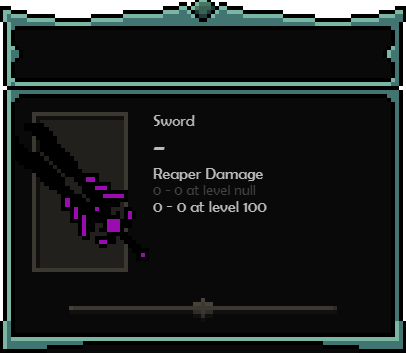 Sword
–
Reaper Damage
0 - 0 at level null
0 - 0 at level 100